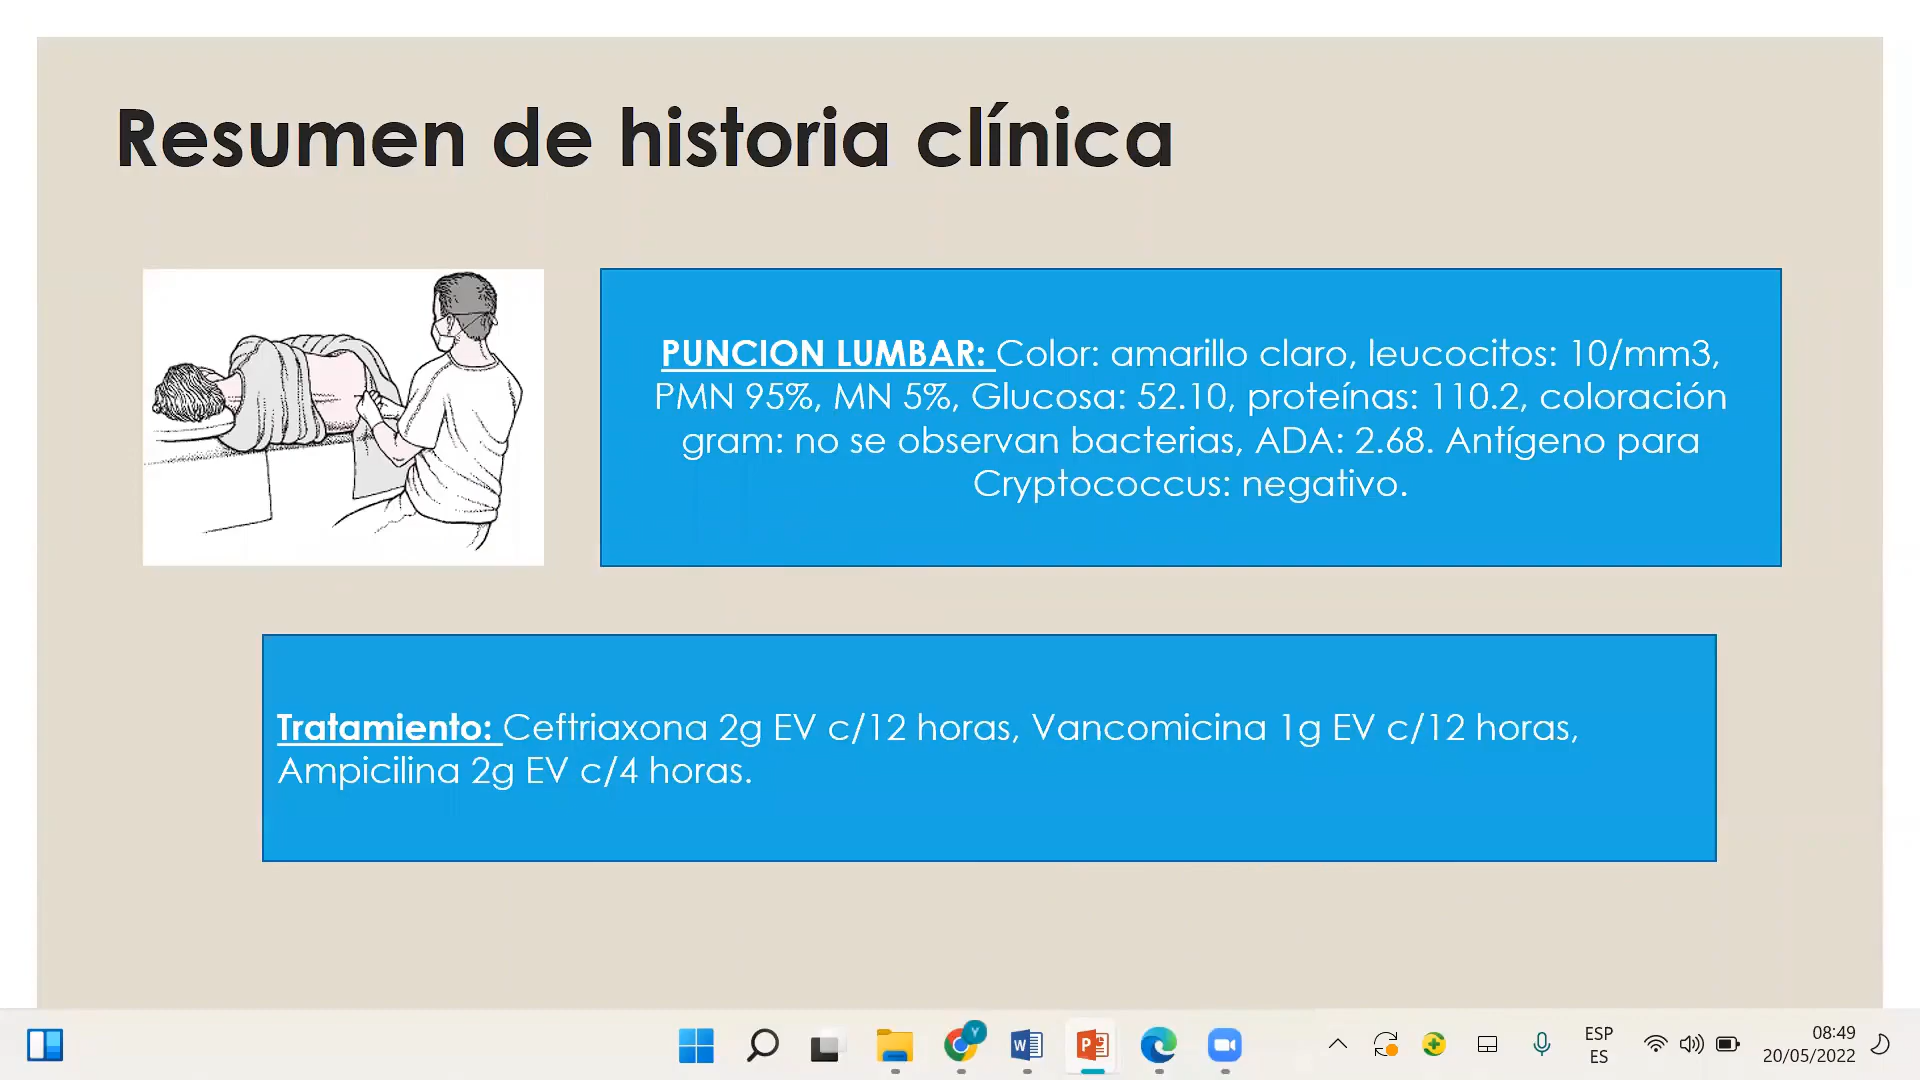 Resumen de historia clínica
PUNCION LUMBAR: Color: amarillo claro, leucocitos: 10/mm3,
PMN 95%, MN 5%, Glucosa: 52.10, proteínas: 110.2, coloración
gram: no se observan bacterias, ADA: 2.68. Antígeno para
Cryptococcus: negativo.
Tratamiento: Ceftriaxona 2g EV c/12 horas, Vancomicina 1g EV c/12 horas,
Ampicilina 2g EV c/4 horas.
Y
W
P
ESP
ES
08:49
20/05/2022